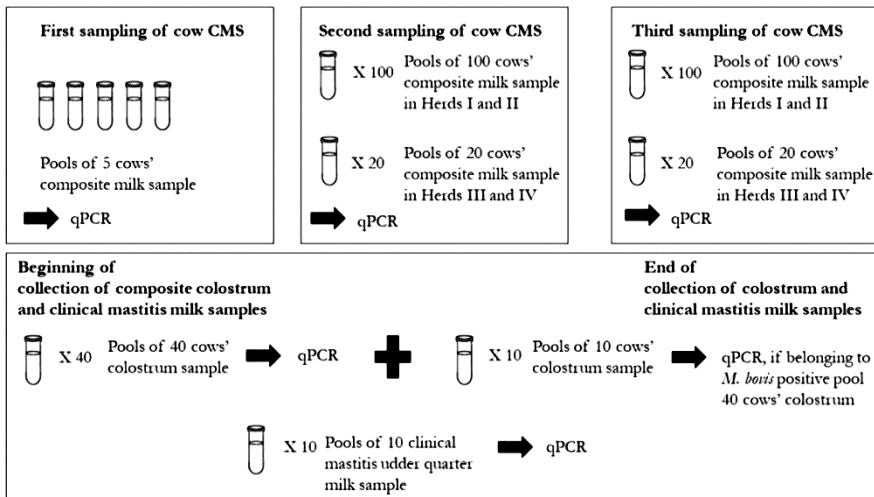 First sampling of cow CMS
Pools of 5 cows'
composite milk sample
qPCR
Second sampling of cow CMS
X 100 Pools of 100 cows'
composite milk sample
in Herds I and II
X 20 Pools of 20 cows'
composite milk sample
in Herds III and IV
qPCR
Third sampling of cow CMS
X 100 Pools of 100 cows'
composite milk sample
in Herds I and II
X 20 Pools of 20 cows'
composite milk sample
in Herds III and IV
qPCR
Beginning of
collection of composite colostrum
and clinical mastitis milk samples
End of
collection of colostrum and
clinical mastitis milk samples
X 40 Pools of 40 cows'
colostrum sample
qPCR
X 10 Pools of 10 cows'
colostrum sample
qPCR, if belonging to
M. bovis positive pool
40 cows' colostrum
X 10 Pools of 10 clinical
mastitis udder quarter
milk sample
qPCR